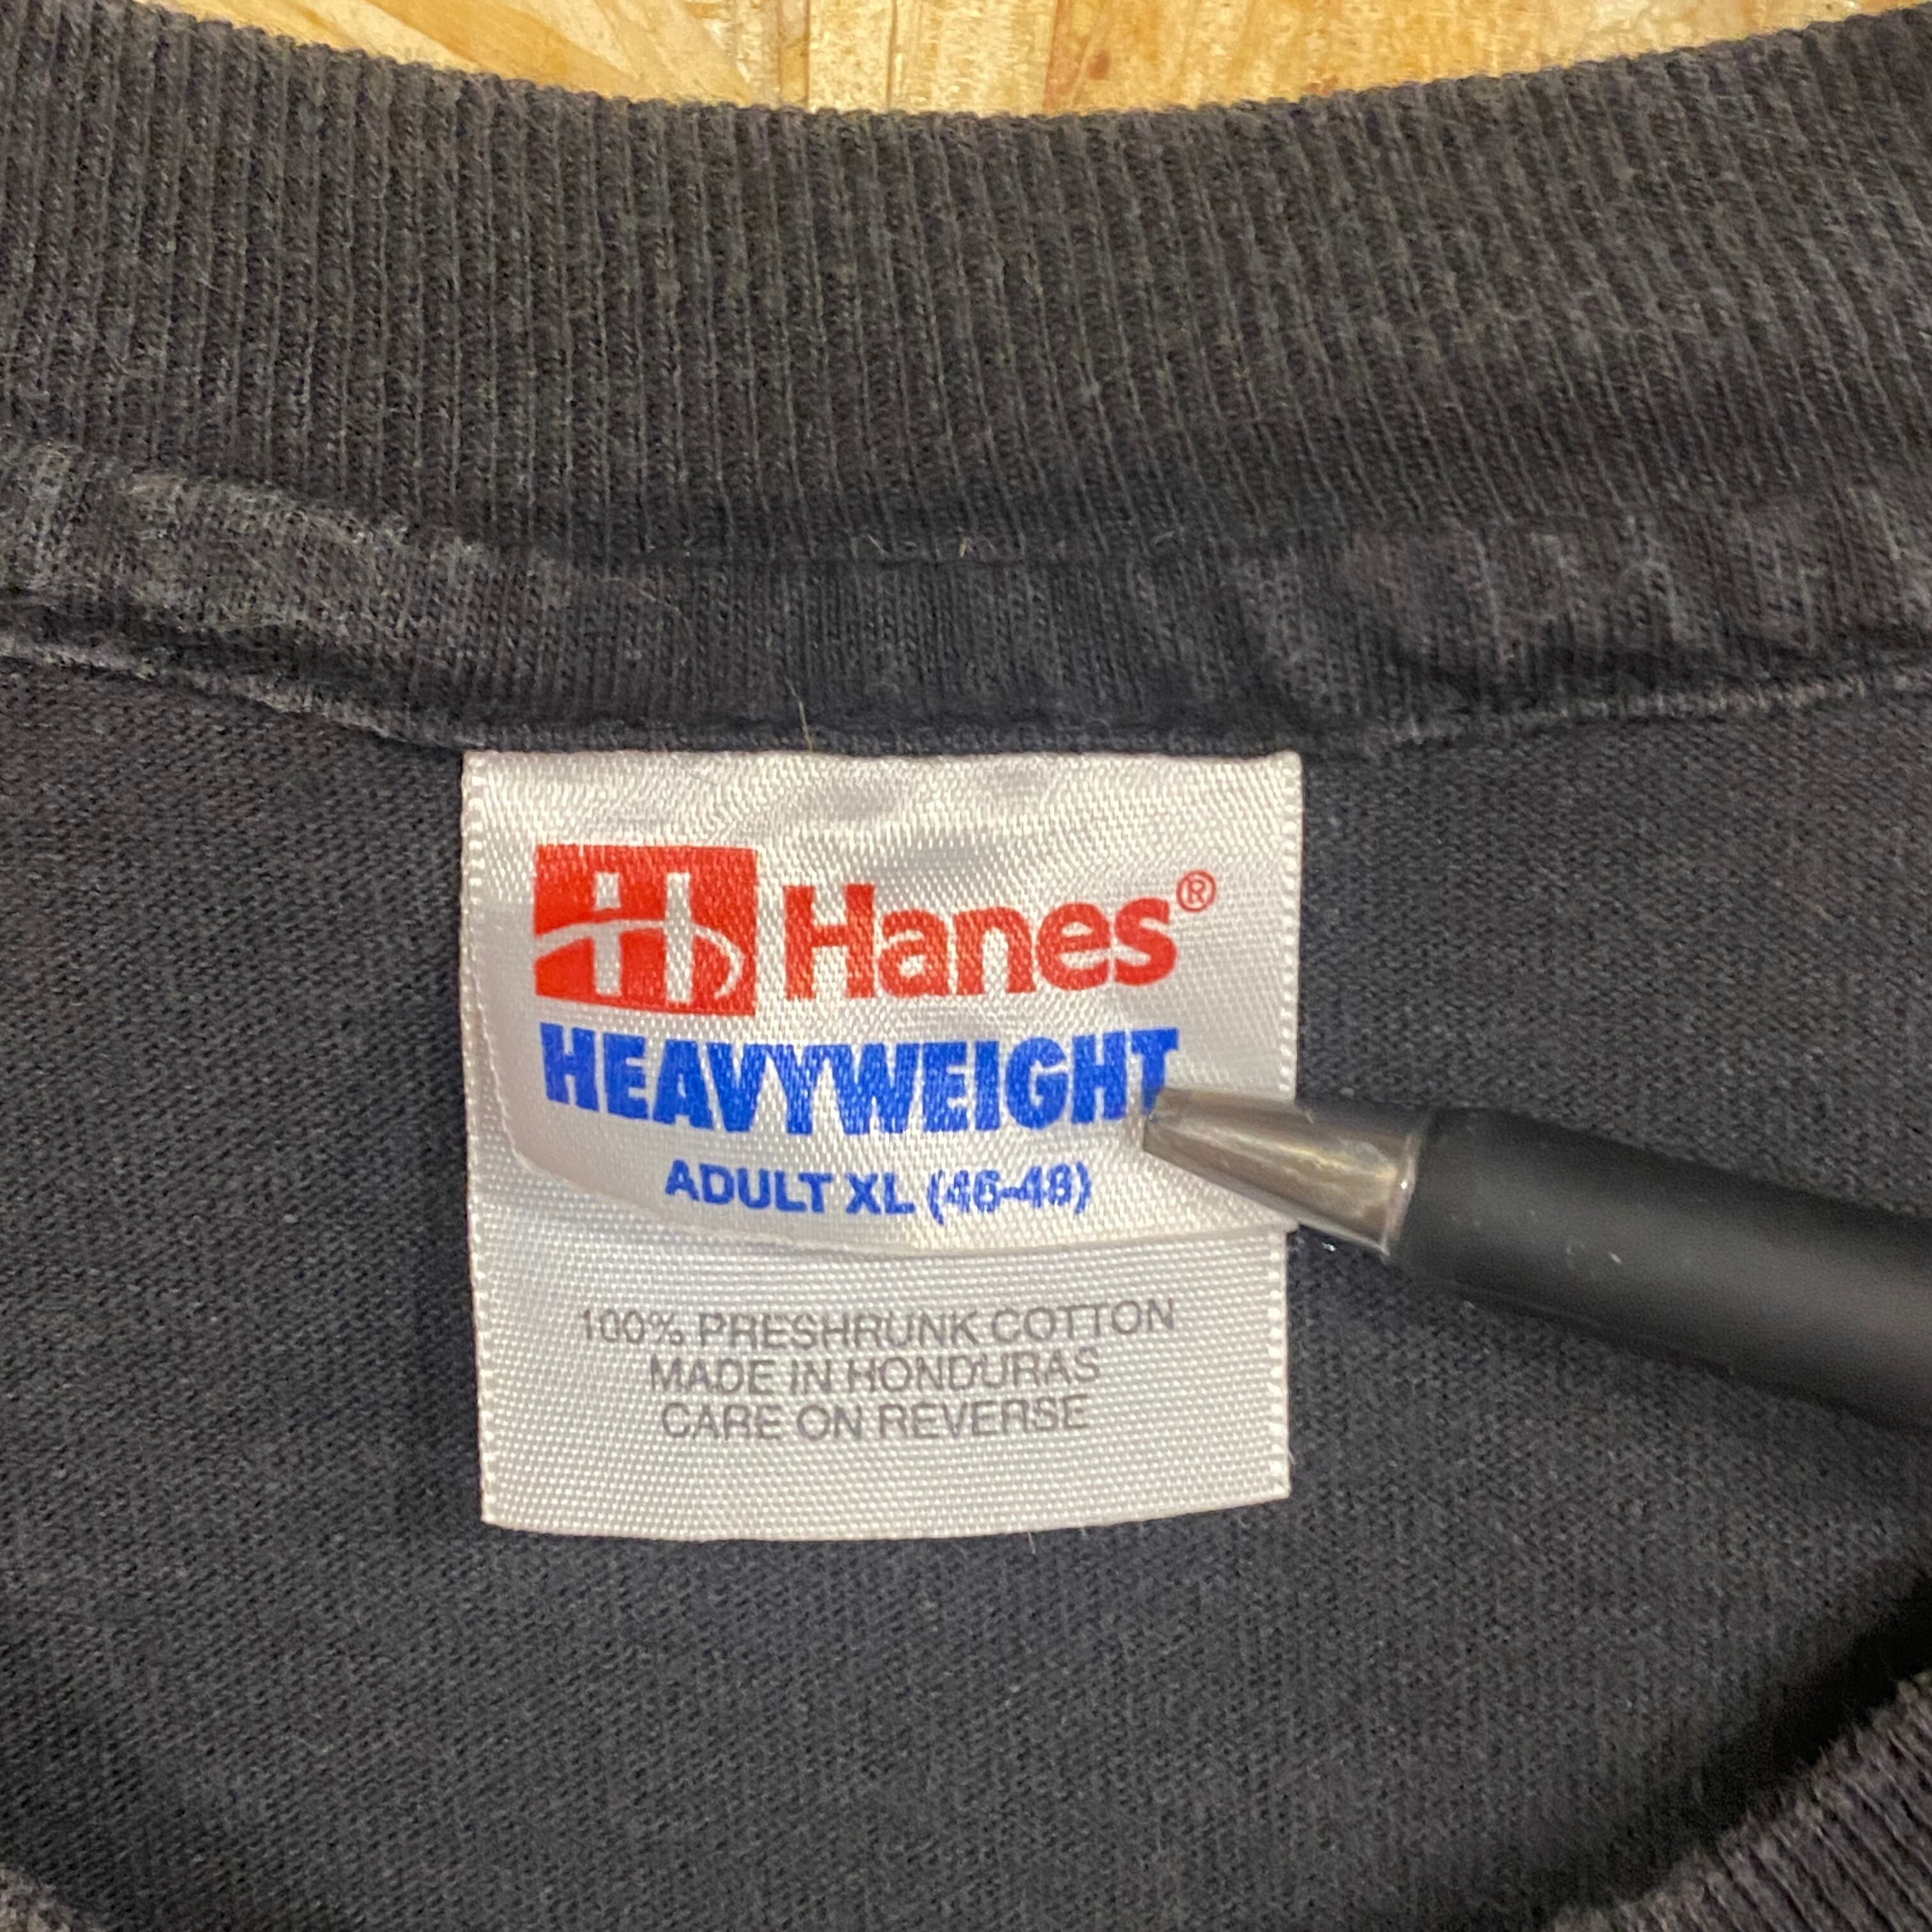 Hanes®
HEAVYWEIGHT
ADULT XL (46-48)
100% PRESHRUNK COTTON
MADE IN HONDURAS
CARE ON REVERSE